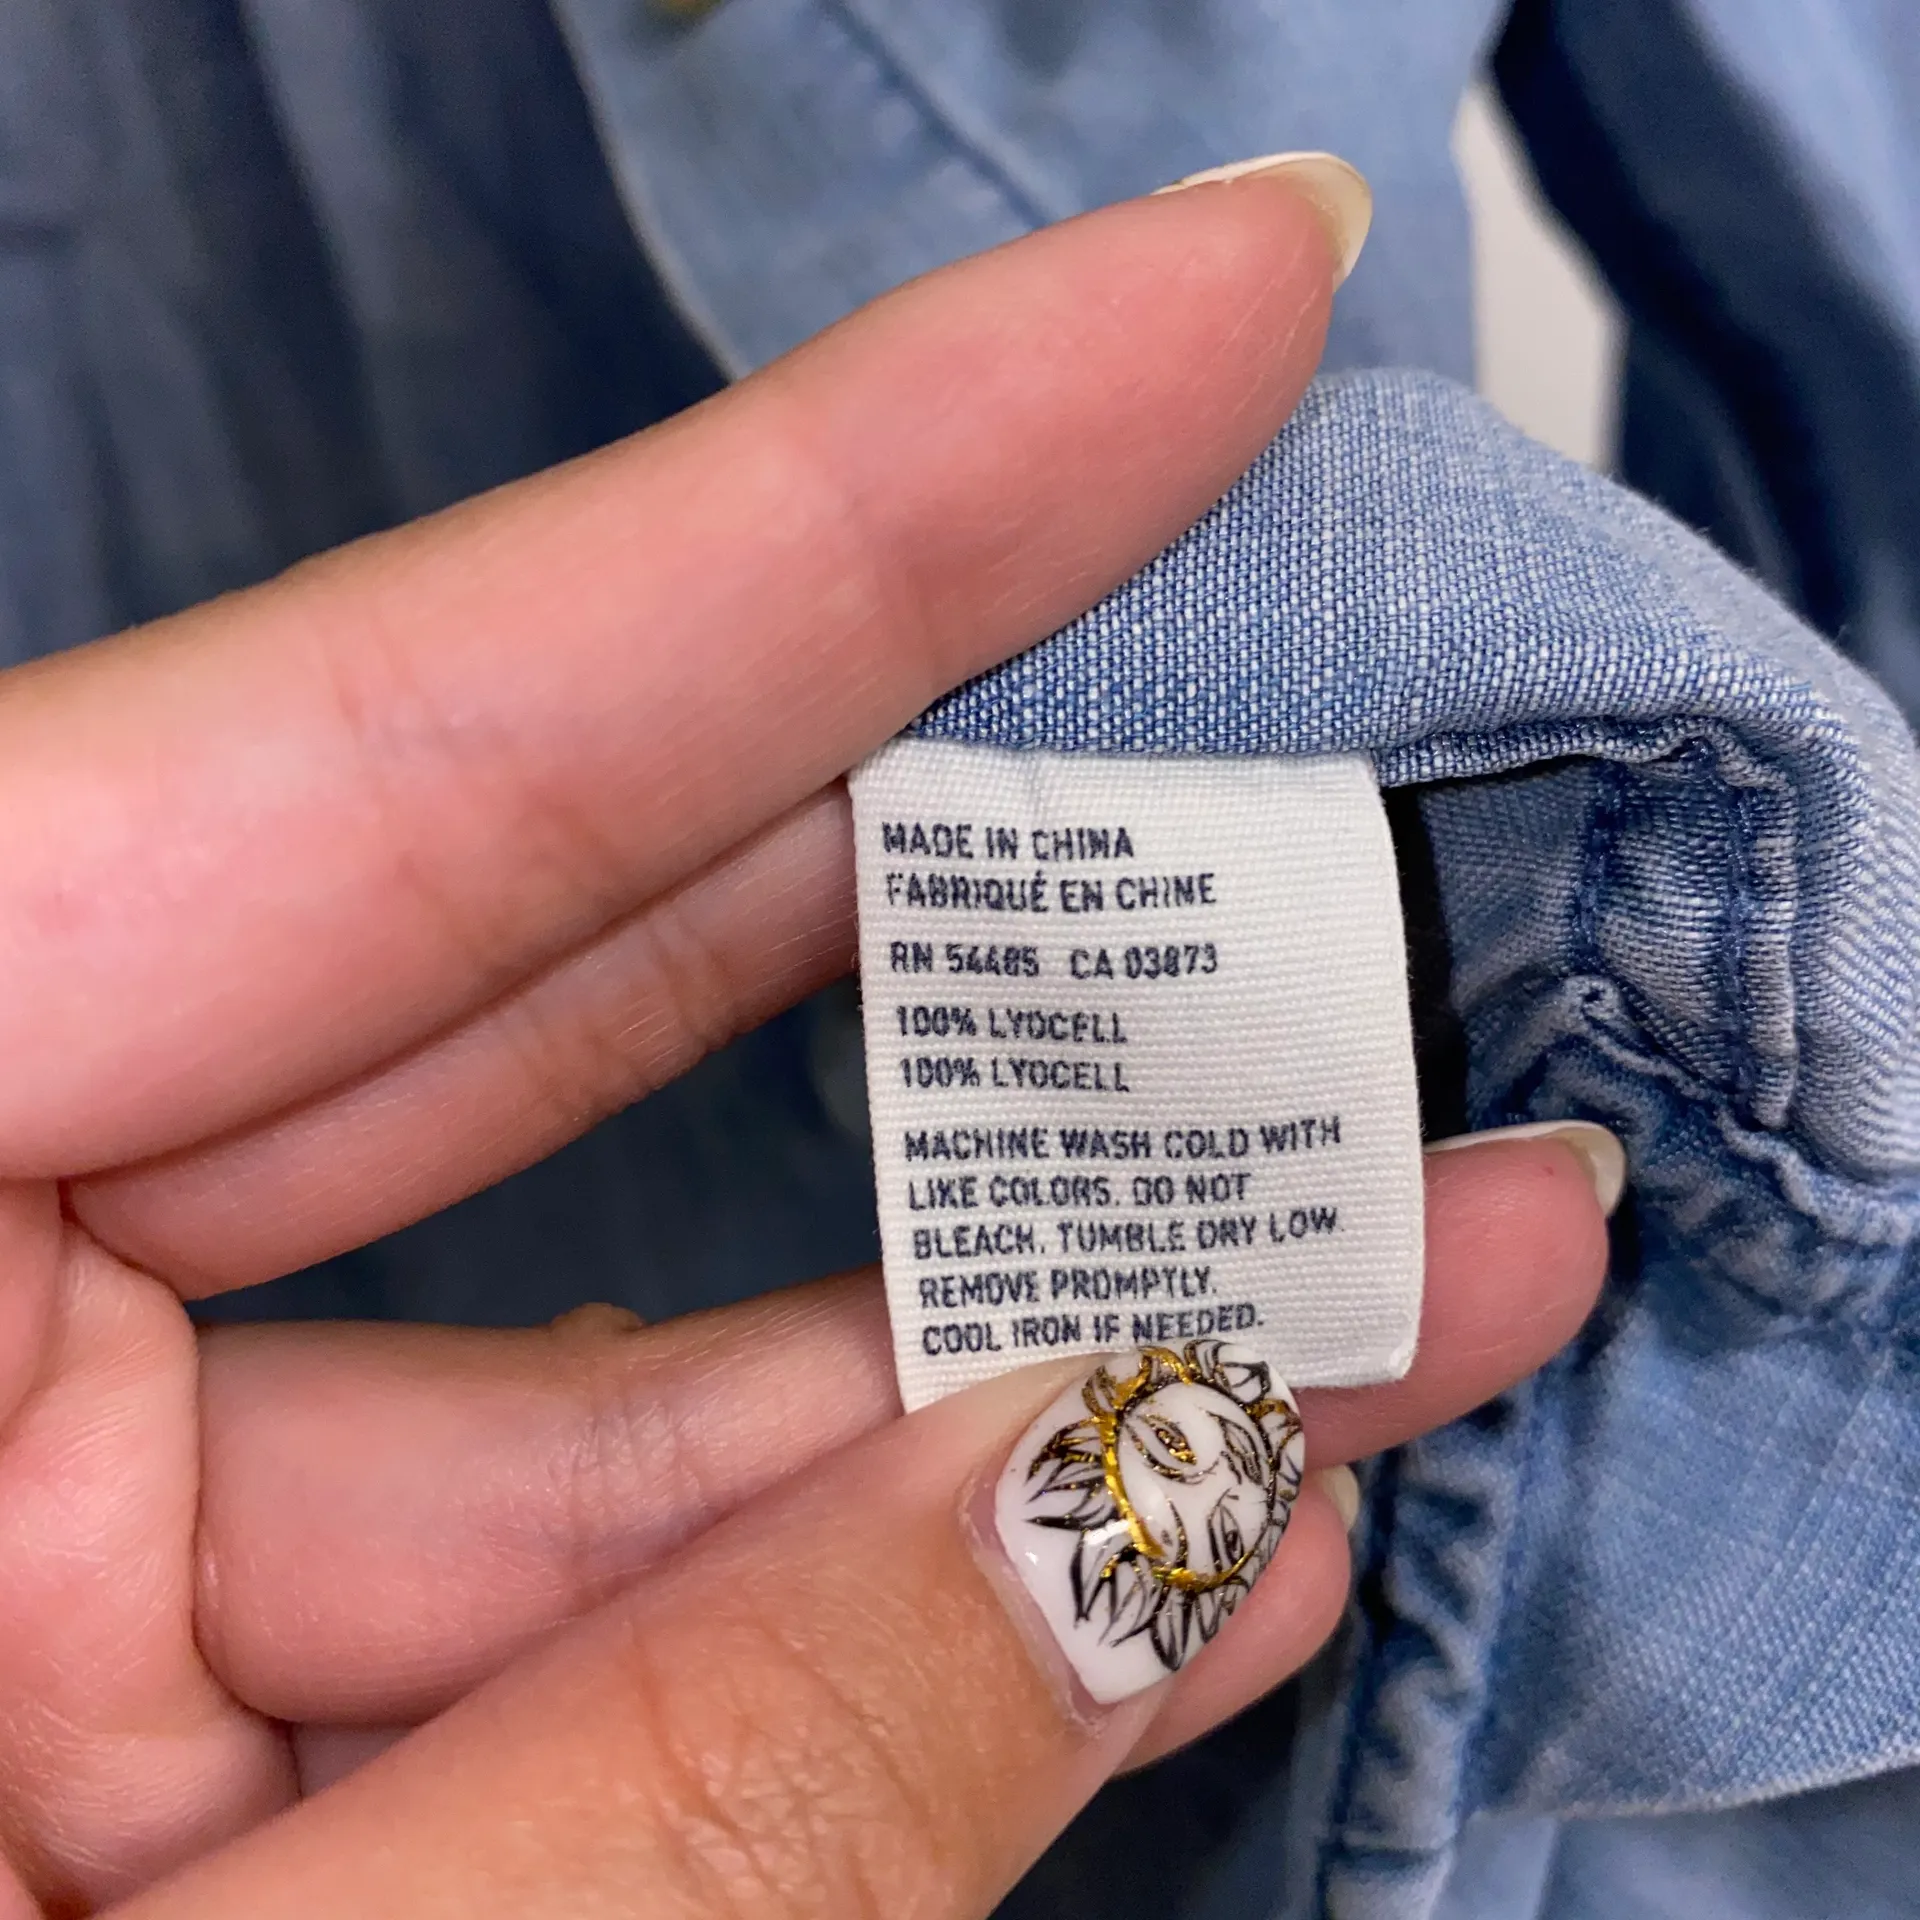 MADE IN CHINA
FABRIQUÉ EN CHINE
RN 54485 CA 03873
100% LYOCELL
100% LYOCELL
MACHINE WASH COLD WITH
LIKE COLORS. DO NOT
BLEACH. TUMBLE DRY LOW.
REMOVE PROMPTLY.
COOL IRON IF NEEDED.